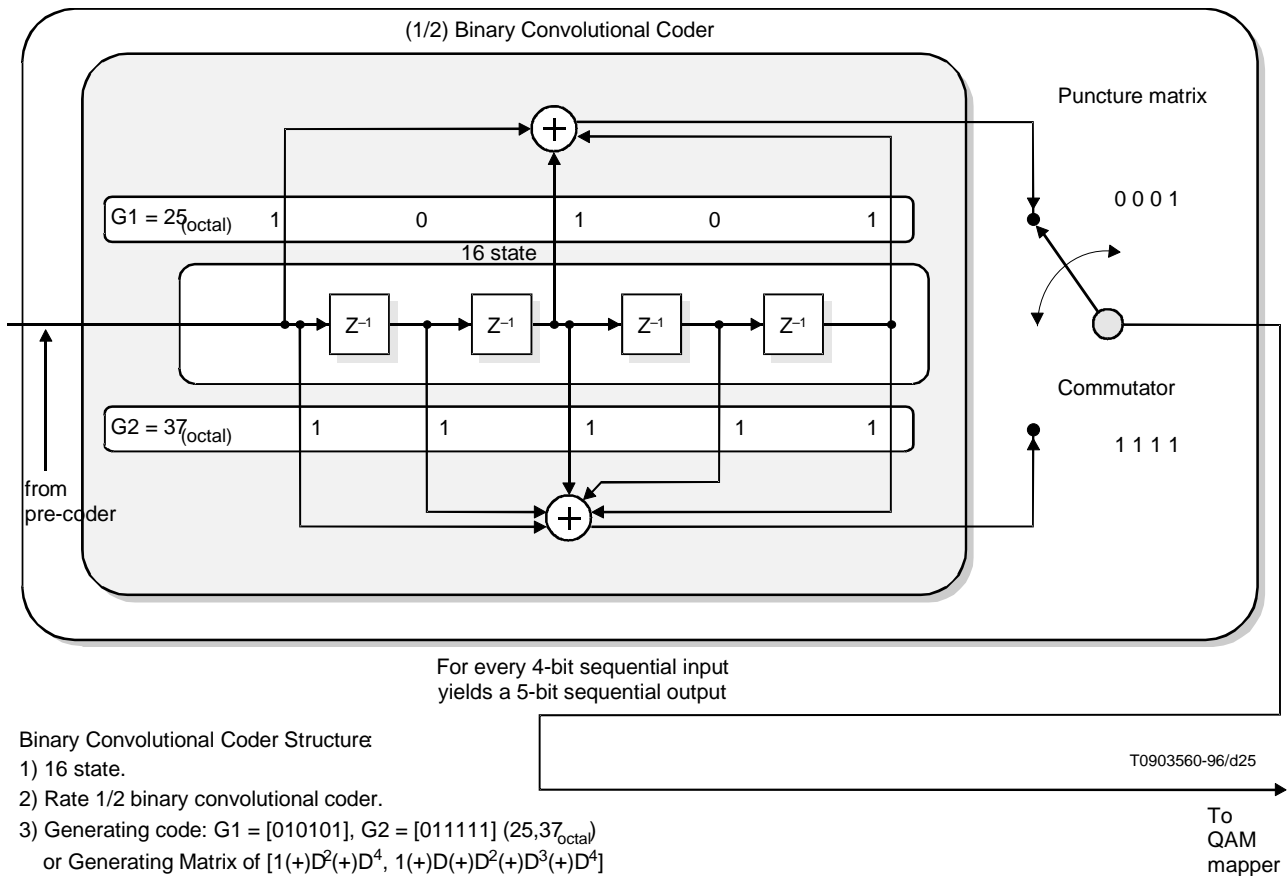 (1/2) Binary Convolutional Coder
Puncture matrix
0 0 0 1
G1 = 25(octal) 1 0 1 0 1
16 state
Z–1 Z–1 Z–1 Z–1
Commutator
G2 = 37(octal) 1 1 1 1 1
1 1 1 1
from
pre-coder
For every 4-bit sequential input
yields a 5-bit sequential output
Binary Convolutional Coder Structure:
1) 16 state.
2) Rate 1/2 binary convolutional coder.
3) Generating code: G1 = [010101], G2 = [011111] (25,37octal)
or Generating Matrix of [1(+)D2(+)D4, 1(+)D(+)D2(+)D3(+)D4]
T0903560-96/d25
To
QAM
mapper